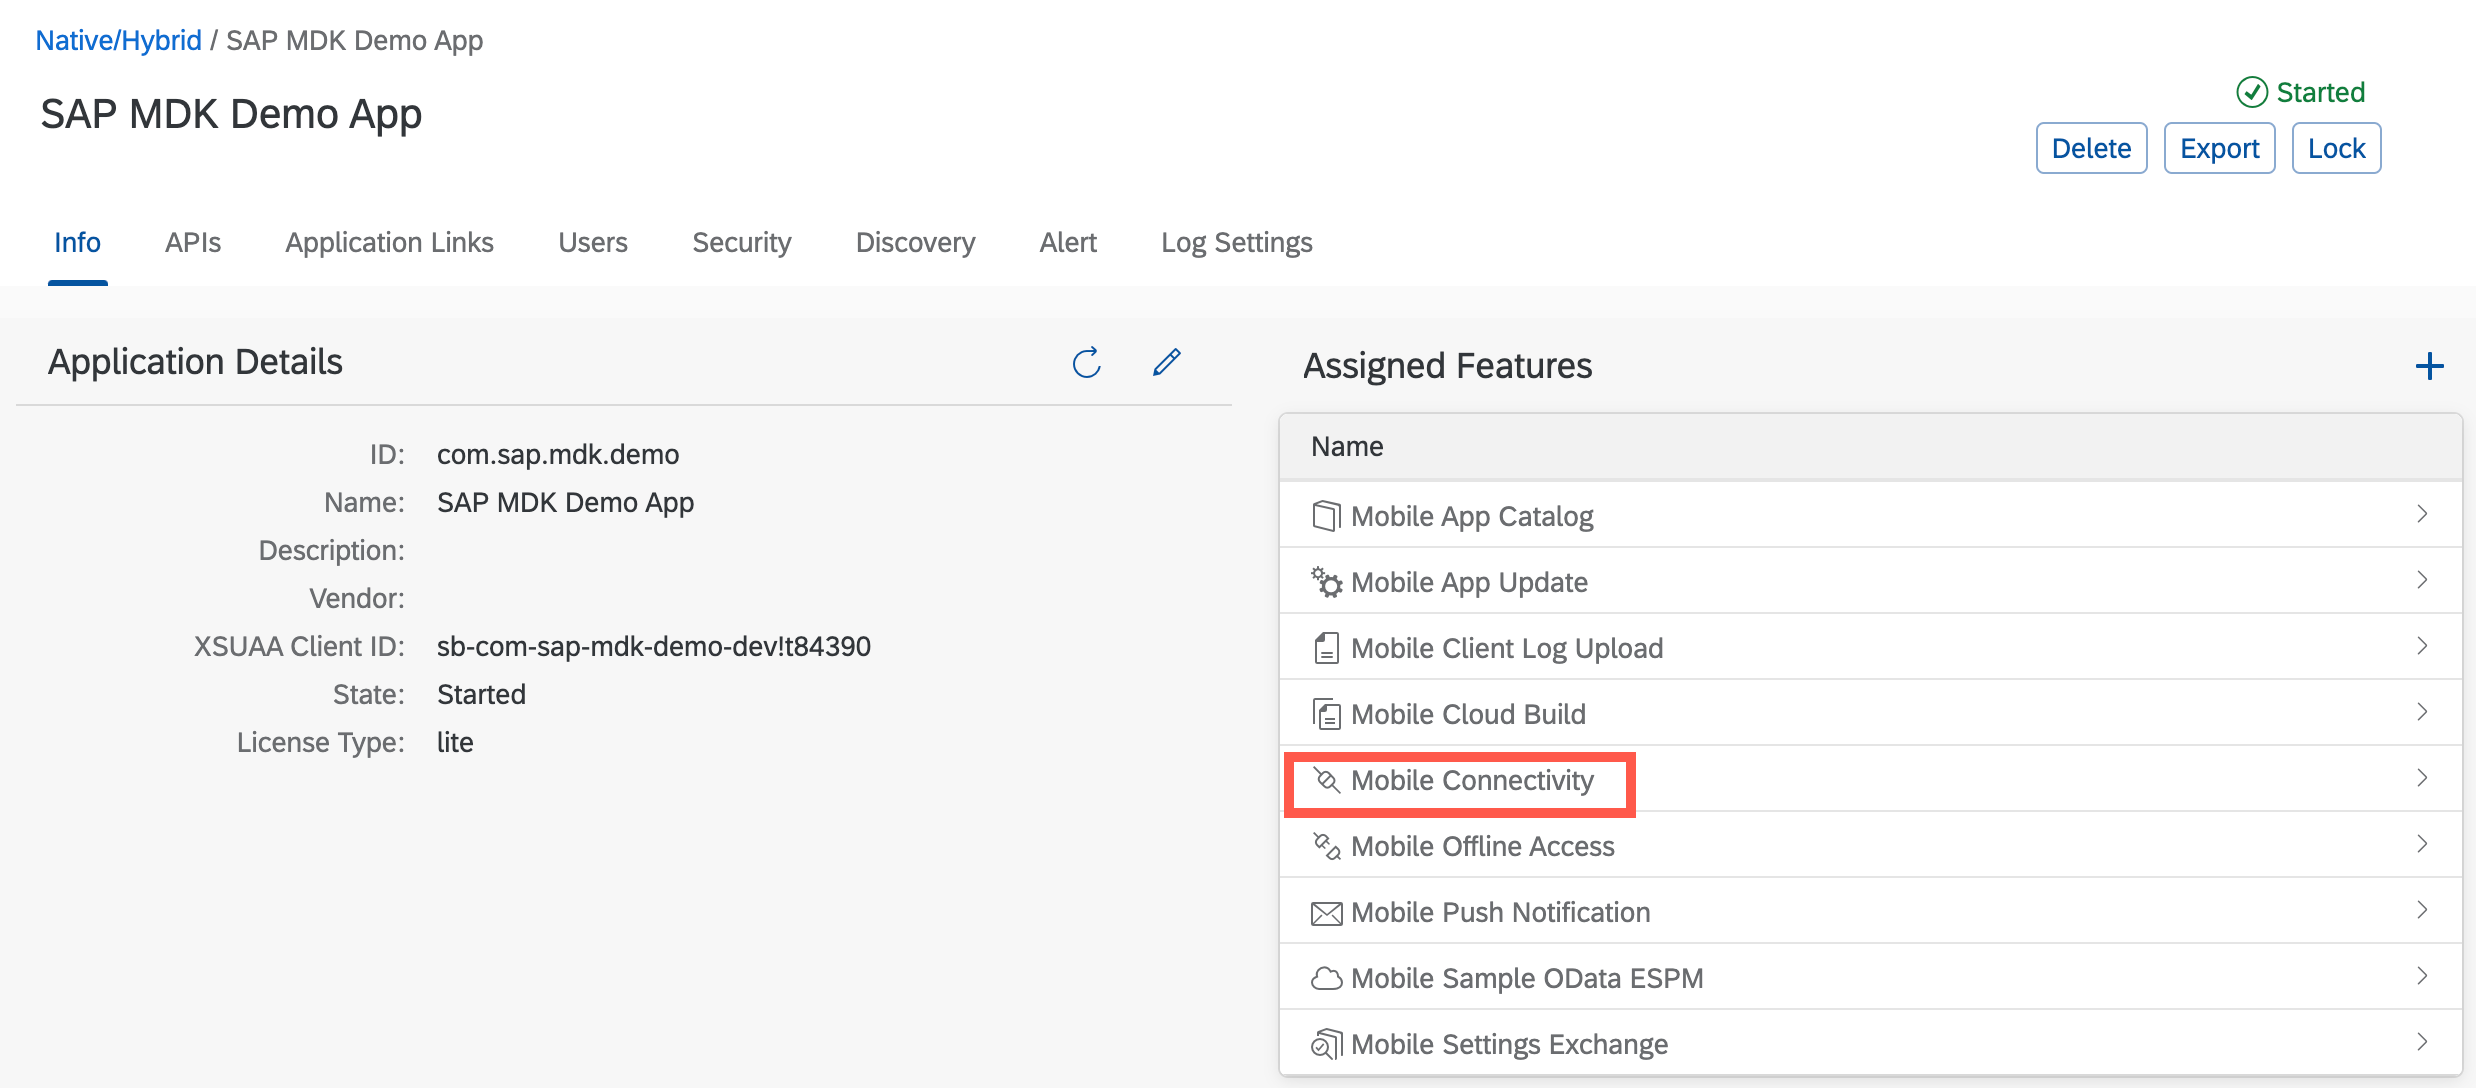 Native/Hybrid / SAP MDK Demo App
SAP MDK Demo App
Started
Delete
Export
Lock
Info
APIs
Application Links
Users
Security
Discovery
Alert
Log Settings
Application Details
ID: com.sap.mdk.demo
Name: SAP MDK Demo App
Description:
Vendor:
XSUAA Client ID: sb-com-sap-mdk-demo-dev!t84390
State: Started
License Type: lite
Assigned Features
Name
Mobile App Catalog
Mobile App Update
Mobile Client Log Upload
Mobile Cloud Build
Mobile Connectivity
Mobile Offline Access
Mobile Push Notification
Mobile Sample OData ESPM
Mobile Settings Exchange